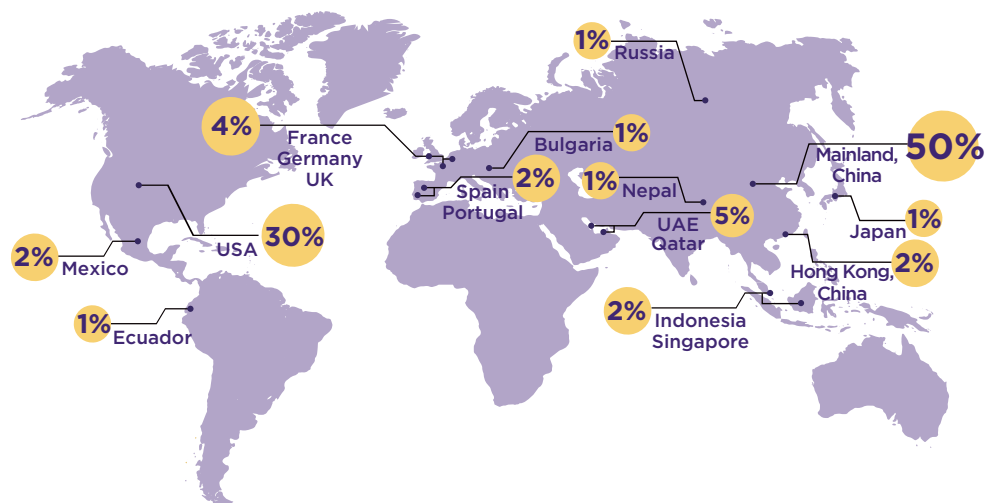 1%
Russia
4%
France
Germany
UK
Bulgaria
1%
50%
Mainland,
China
Spain
Portugal
2%
1%
Nepal
UAE
Qatar
5%
Japan
1%
2%
Mexico
USA
30%
Hong Kong,
China
2%
1%
Ecuador
2%
Indonesia
Singapore